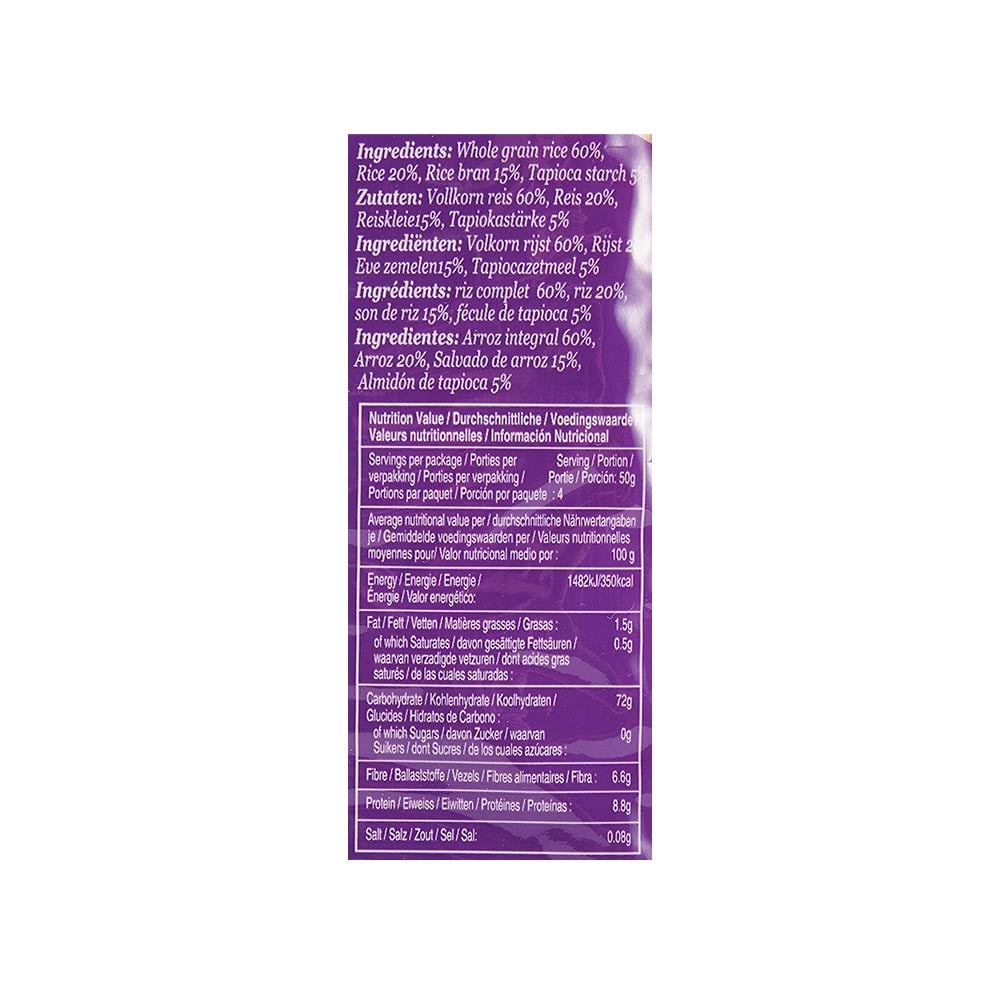 Ingredients: Whole grain rice 60%,
Rice 20%, Rice bran 15%, Tapioca starch 5%
Zutaten: Vollkorn reis 60%, Reis 20%,
Reiskleie15%, Tapiokastärke 5%
Ingrediënten: Volkorn rijst 60%, Rijst
Eve zemelen15%, Tapiocazetmeel 5%
Ingrédients: riz complet 60%, riz 20%,
son de riz 15%, fécule de tapioca 5%
Ingredientes: Arroz integral 60%,
Arroz 20%, Salvado de arroz 15%,
Almidón de tapioca 5%
Nutrition Value / Durchschnittliche / Voedingswaarde
Valeurs nutritionnelles / Información Nutricional
Servings per package / Porties per Serving / Portion /
verpakking / Porties per verpakking / Portie / Porción: 50g
Portions par paquet / Porción por paquete : 4
Average nutritional value per / durchschnittliche Nährwertangaben
je / Gemiddelde voedingswaarden per / Valeurs nutritionnelles
moyennes pour/ Valor nutricional medio por : 100 g
Energy / Energie / Energie / 1482kJ/350kcal
Énergie / Valor energético:
Fat / Fett / Vetten / Matières grasses / Grasas : 1.5g
of which Saturates / davon gesättigte Fettsäuren / 0.5g
waarvan verzadigde vetzuren / dont acides gras
saturés / de las cuales saturadas :
Carbohydrate / Kohlenhydrate / Koolhydraten / 72g
Glucides / Hidratos de Carbono :
of which Sugars / davon Zucker / waarvan 0g
Suikers / dont Sucres / de los cuales azúcares :
Fibre / Ballaststoffe / Vezels / Fibres alimentaires / Fibra : 6.6g
Protein / Eiweiss / Eiwitten / Protéines / Proteínas : 8.8g
Salt / Salz / Zout / Sel / Sal: 0.08g